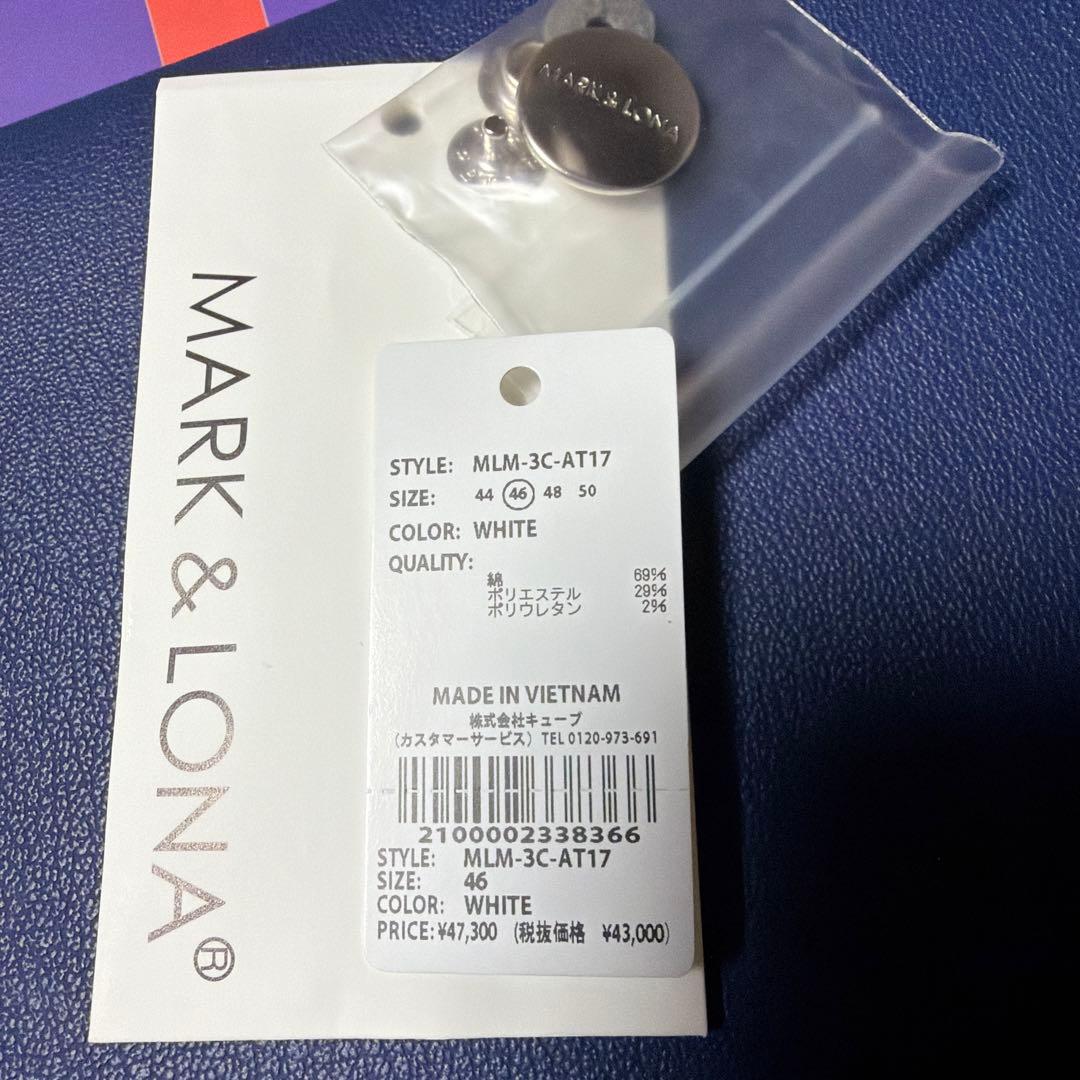 MARK & LONA
MARK & LONA®
STYLE: MLM-3C-AT17
SIZE: 44 46 48 50
COLOR: WHITE
QUALITY:
綿 69%
ポリエステル 29%
ポリウレタン 2%
MADE IN VIETNAM
株式会社キューブ
(カスタマーサービス) TEL 0120-973-691
2100002338366
STYLE: MLM-3C-AT17
SIZE: 46
COLOR: WHITE
PRICE:¥47,300 (税抜価格 ¥43,000)